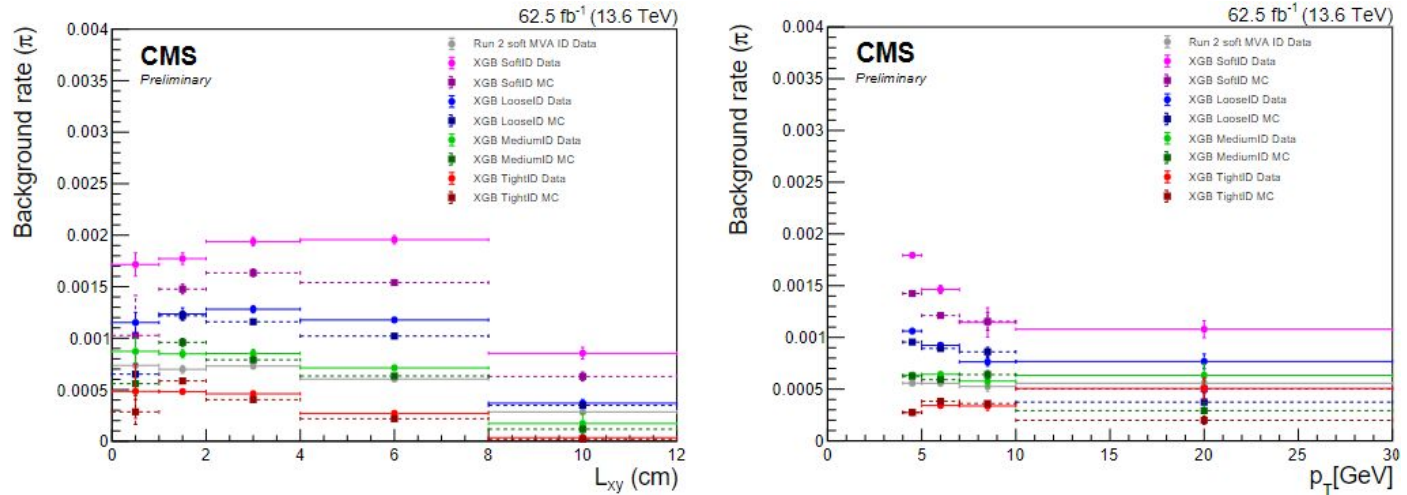 62.5 fb⁻¹ (13.6 TeV)
Background rate (π)
0.004
0.0035
0.003
0.0025
0.002
0.0015
0.001
0.0005
0
CMS
Preliminary
Run 2 soft MVA ID Data
XGB SoftID Data
XGB SoftID MC
XGB LooseID Data
XGB LooseID MC
XGB MediumID Data
XGB MediumID MC
XGB TightID Data
XGB TightID MC
0 2 4 6 8 10 12
L_xy (cm)
62.5 fb⁻¹ (13.6 TeV)
Background rate (π)
0.004
0.0035
0.003
0.0025
0.002
0.0015
0.001
0.0005
0
CMS
Preliminary
Run 2 soft MVA ID Data
XGB SoftID Data
XGB SoftID MC
XGB LooseID Data
XGB LooseID MC
XGB MediumID Data
XGB MediumID MC
XGB TightID Data
XGB TightID MC
0 5 10 15 20 25 30
p_T[GeV]